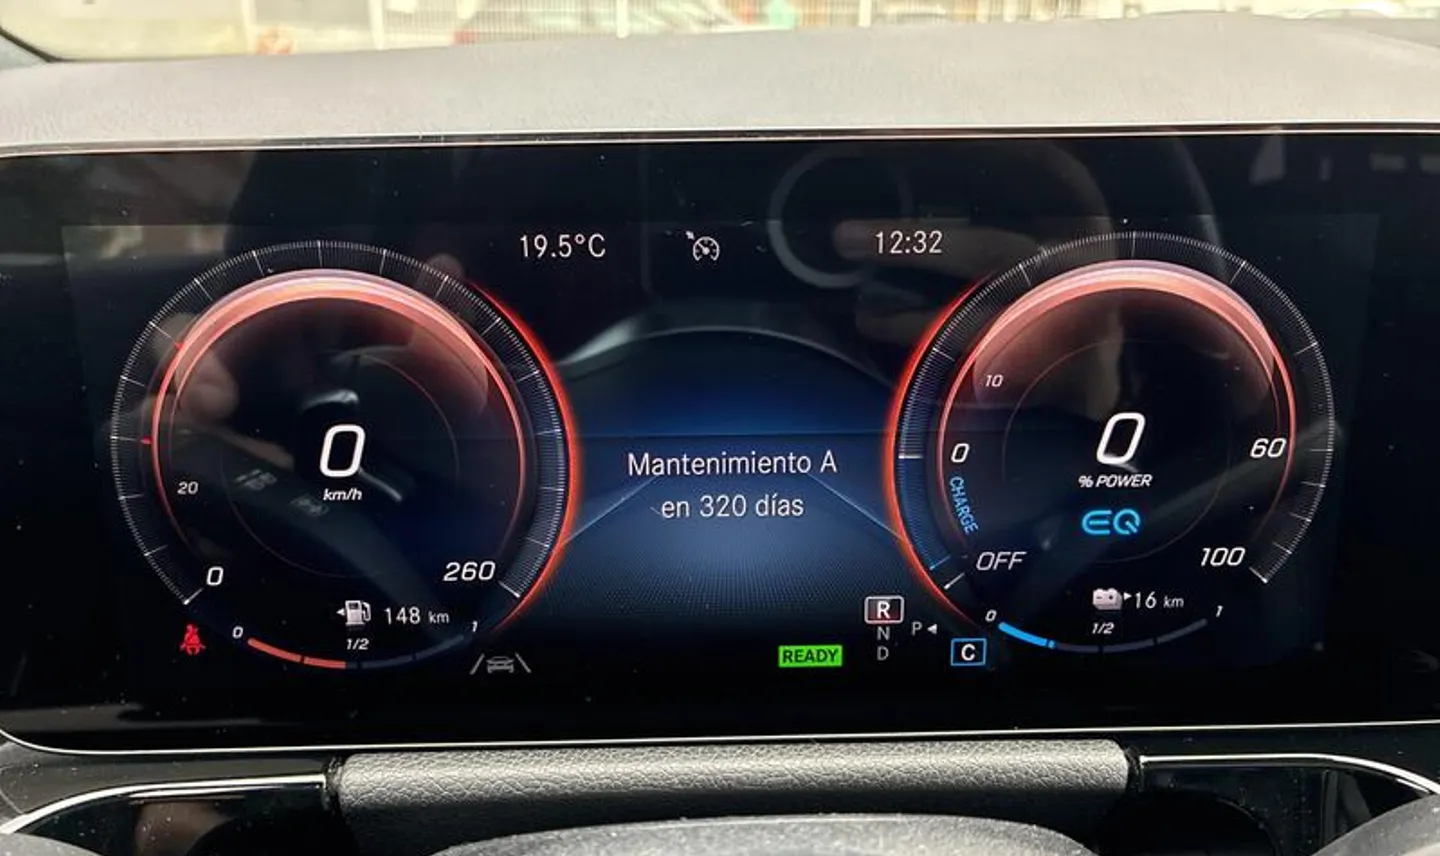 19.5°C
12:32
0
km/h
20
0
260
148 km
0
1/2
1
Mantenimiento A
en 320 días
READY
R
N
D
P
C
10
0
60
CHARGE
OFF
100
0
% POWER
EQ
16 km
0
1/2
1